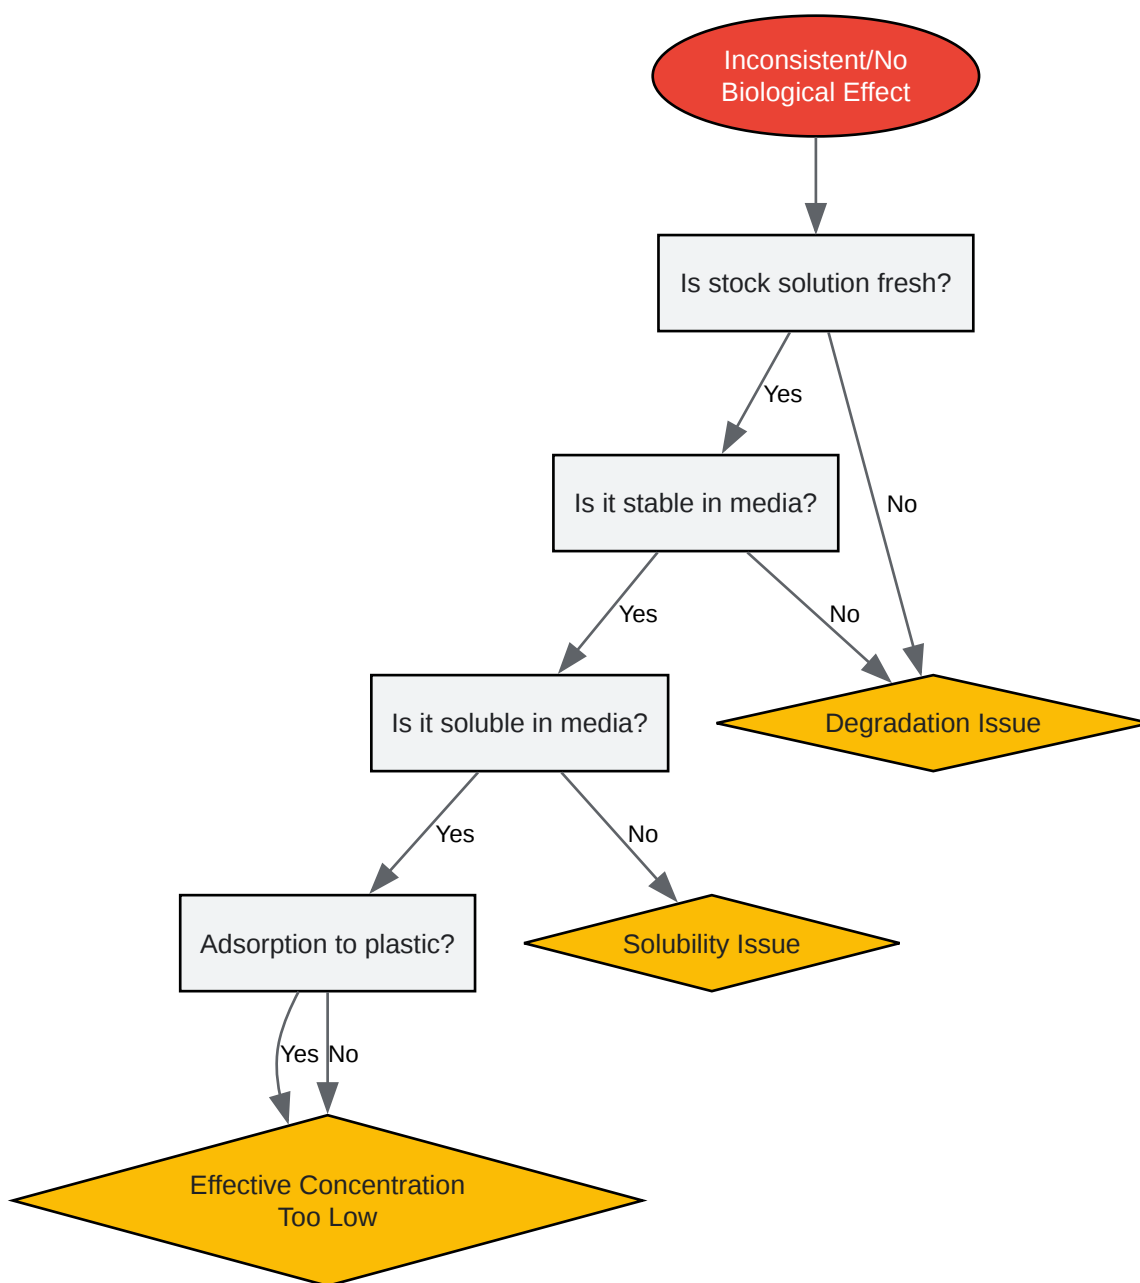 Inconsistent/No
Biological Effect
Is stock solution fresh?
Yes
Is it stable in media?
No
Yes
No
Is it soluble in media?
Degradation Issue
Yes
No
Adsorption to plastic?
Solubility Issue
Yes
No
Effective Concentration
Too Low